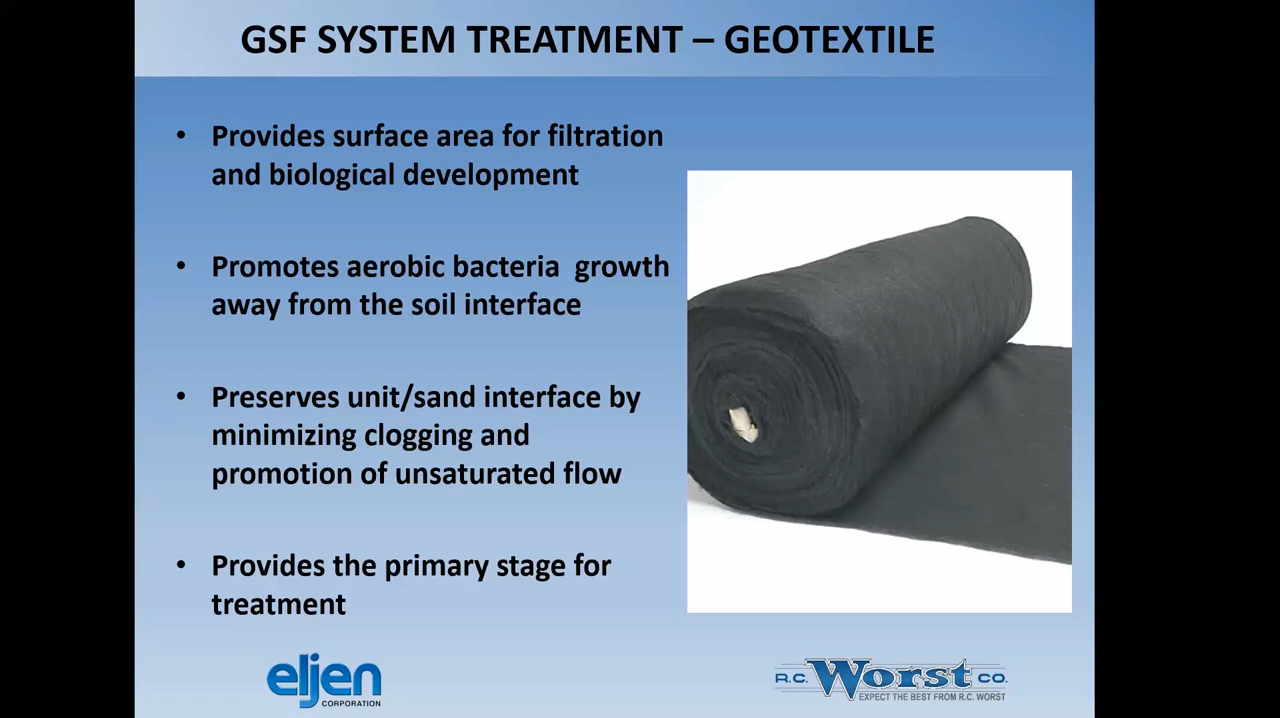 GSF SYSTEM TREATMENT – GEOTEXTILE
• Provides surface area for filtration
and biological development
• Promotes aerobic bacteria  growth
away from the soil interface
• Preserves unit/sand interface by
minimizing clogging and
promotion of unsaturated flow
• Provides the primary stage for
treatment
eljen
CORPORATION
R.C. Worst CO.
EXPECT THE BEST FROM R.C. WORST